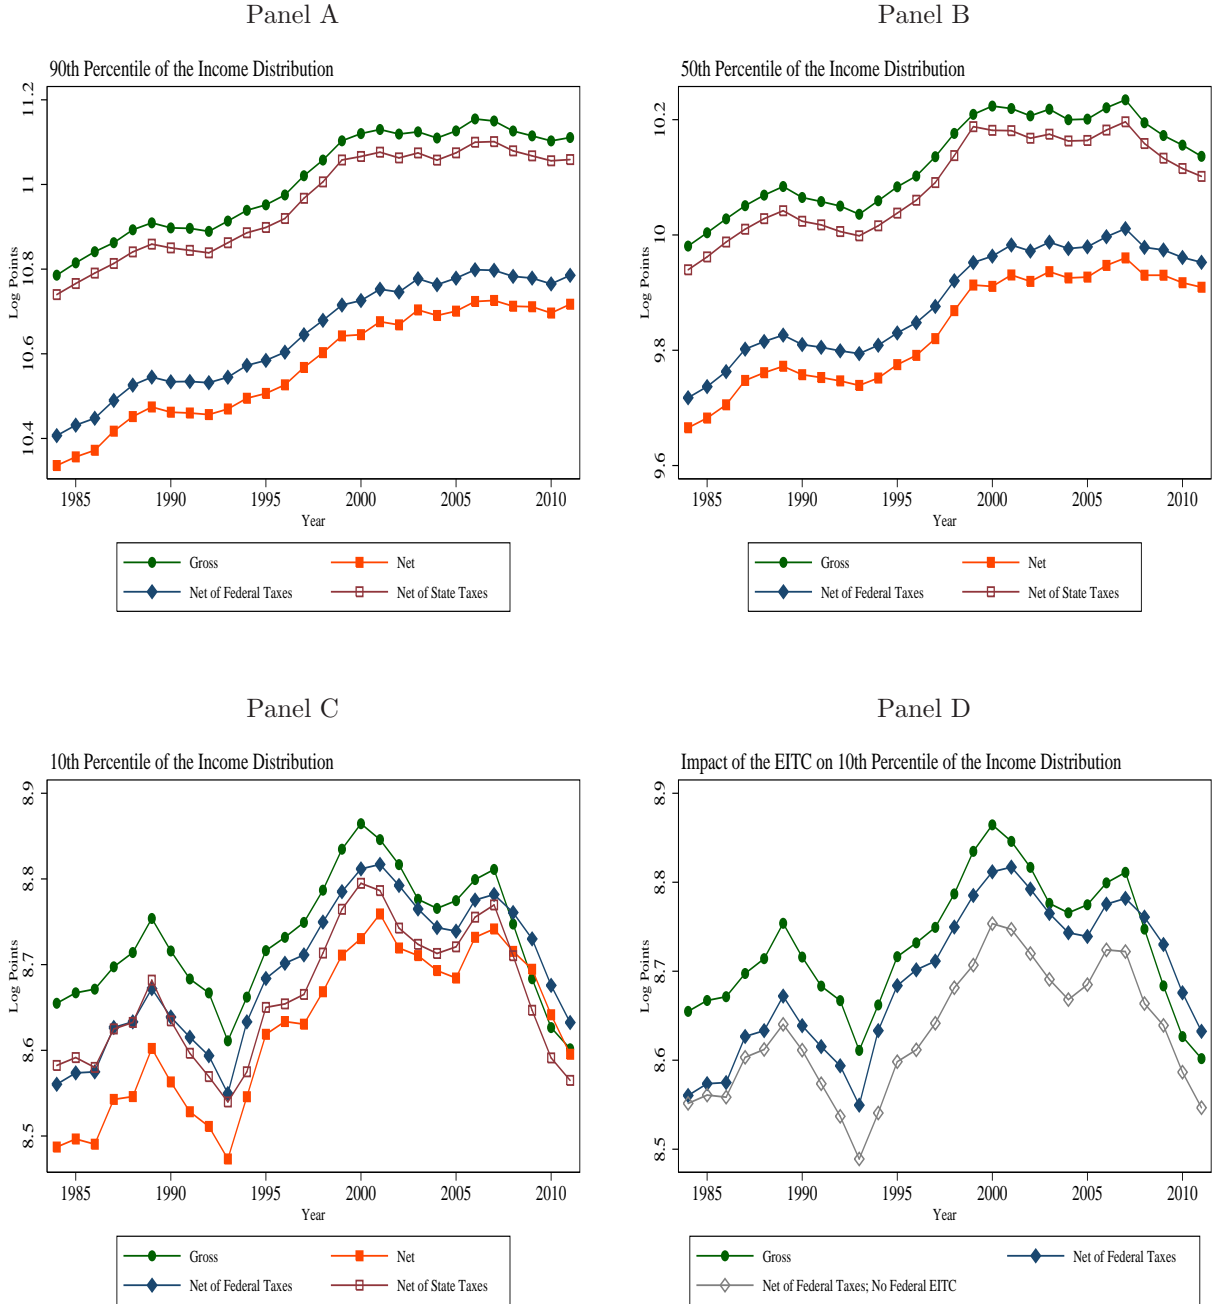 Panel A
90th Percentile of the Income Distribution
Log Points
11.2
11
10.8
10.6
10.4
1985 1990 1995 2000 2005 2010
Year
Gross Net
Net of Federal Taxes Net of State Taxes
Panel B
50th Percentile of the Income Distribution
Log Points
10.2
10
9.8
9.6
1985 1990 1995 2000 2005 2010
Year
Gross Net
Net of Federal Taxes Net of State Taxes
Panel C
10th Percentile of the Income Distribution
Log Points
8.9
8.8
8.7
8.6
8.5
1985 1990 1995 2000 2005 2010
Year
Gross Net
Net of Federal Taxes Net of State Taxes
Panel D
Impact of the EITC on 10th Percentile of the Income Distribution
Log Points
8.9
8.8
8.7
8.6
8.5
1985 1990 1995 2000 2005 2010
Year
Gross Net of Federal Taxes
Net of Federal Taxes; No Federal EITC